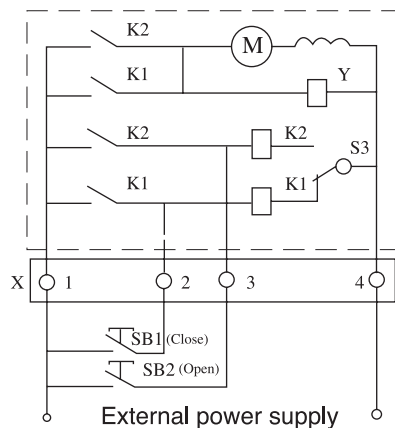 K2
M
K1
Y
K2
K2
S3
K1
K1
X 1 2 3 4
SB1 (Close)
SB2 (Open)
External power supply